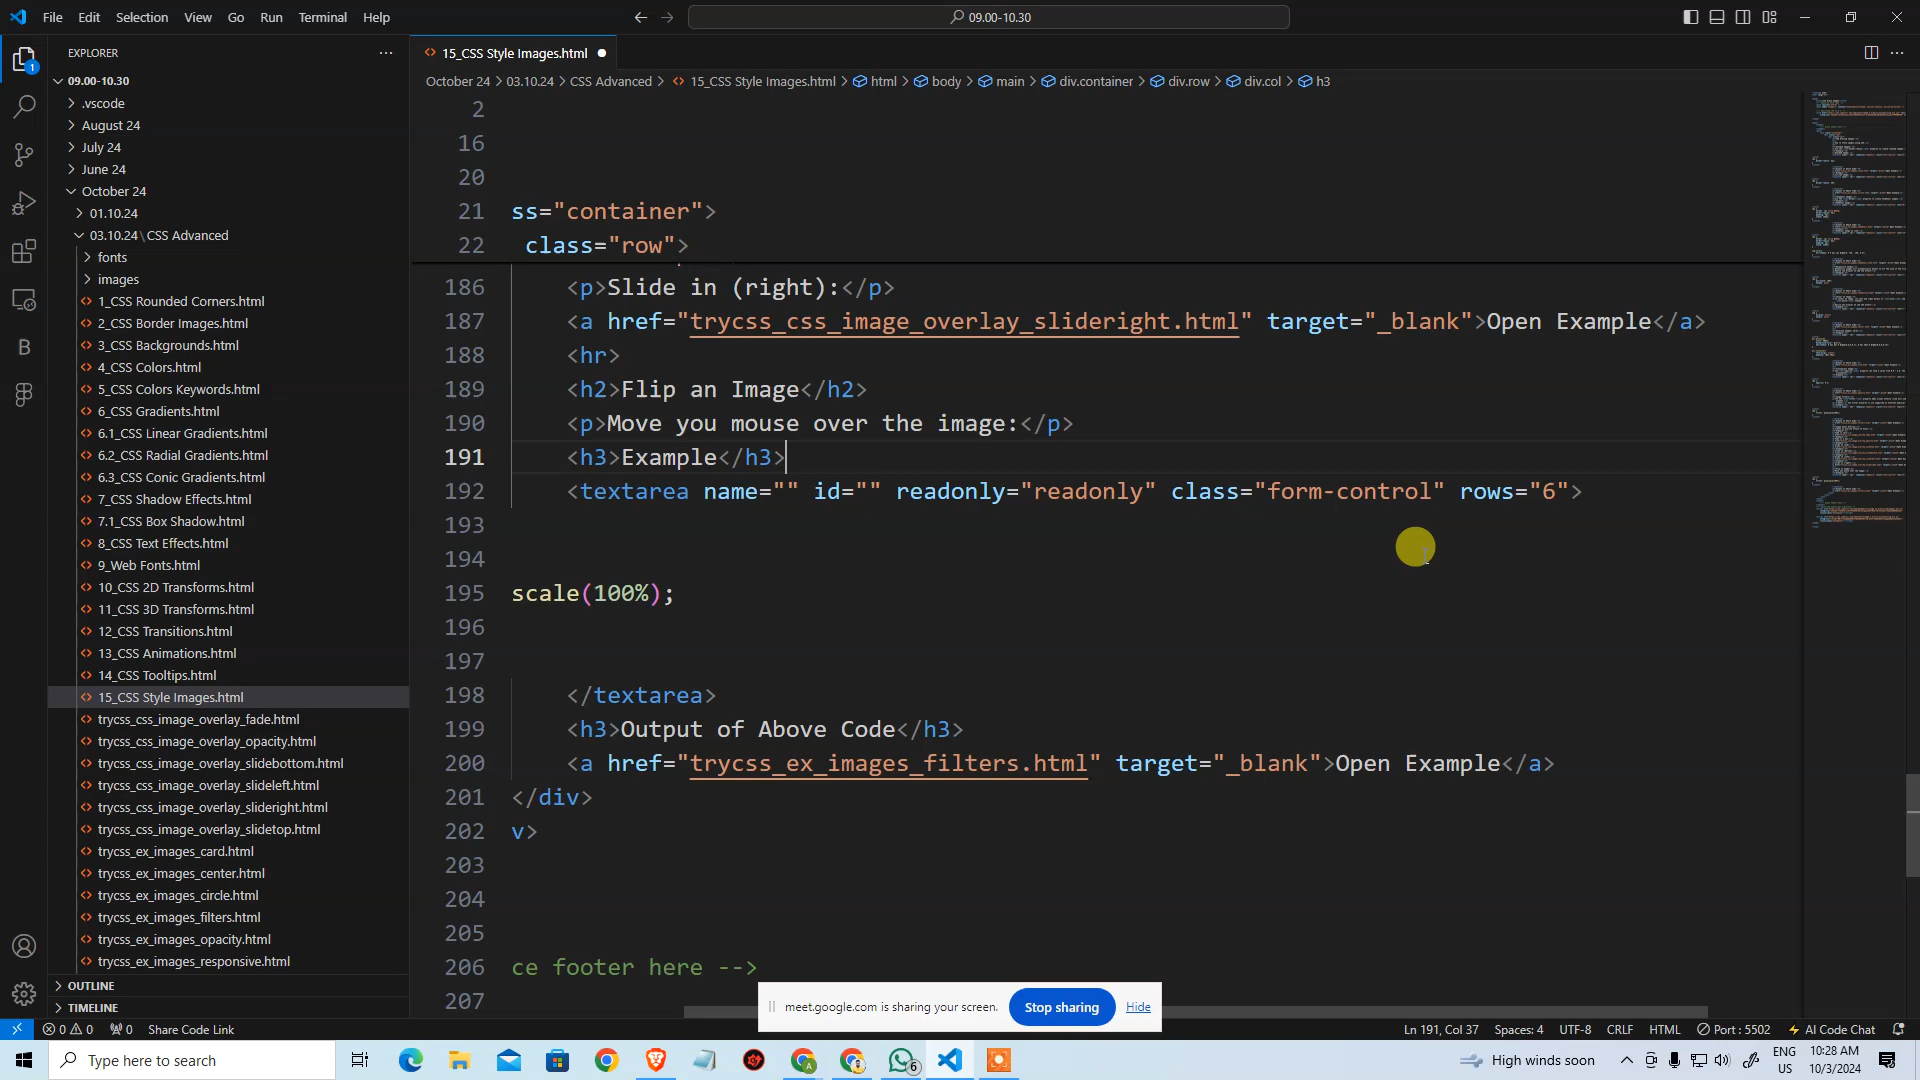 File Edit Selection View Go Run Terminal Help
09.00-10.30
EXPLORER
09.00-10.30
.vscode
August 24
July 24
June 24
October 24
01.10.24
03.10.24\CSS Advanced
fonts
images
1_CSS Rounded Corners.html
2_CSS Border Images.html
3_CSS Backgrounds.html
4_CSS Colors.html
5_CSS Colors Keywords.html
6_CSS Gradients.html
6.1_CSS Linear Gradients.html
6.2_CSS Radial Gradients.html
6.3_CSS Conic Gradients.html
7_CSS Shadow Effects.html
7.1_CSS Box Shadow.html
8_CSS Text Effects.html
9_Web Fonts.html
10_CSS 2D Transforms.html
11_CSS 3D Transforms.html
12_CSS Transitions.html
13_CSS Animations.html
14_CSS Tooltips.html
15_CSS Style Images.html
trycss_css_image_overlay_fade.html
trycss_css_image_overlay_opacity.html
trycss_css_image_overlay_slidebottom.html
trycss_css_image_overlay_slideleft.html
trycss_css_image_overlay_slideright.html
trycss_css_image_overlay_slidetop.html
trycss_ex_images_card.html
trycss_ex_images_center.html
trycss_ex_images_circle.html
trycss_ex_images_filters.html
trycss_ex_images_opacity.html
trycss_ex_images_responsive.html
OUTLINE
TIMELINE
15_CSS Style Images.html
October 24 > 03.10.24 > CSS Advanced > 15_CSS Style Images.html > html > body > main > div.container > div.row > div.col > h3
2
16
20
21 ss="container">
22 class="row">
186 <p>Slide in (right):</p>
187 <a href="trycss_css_image_overlay_slideright.html" target="_blank">Open Example</a>
188 <hr>
189 <h2>Flip an Image</h2>
190 <p>Move you mouse over the image:</p>
191 <h3>Example</h3>
192 <textarea name="" id="" readonly="readonly" class="form-control" rows="6">
193
194
195 scale(100%);
196
197
198 </textarea>
199 <h3>Output of Above Code</h3>
200 <a href="trycss_ex_images_filters.html" target="_blank">Open Example</a>
201 </div>
202 v>
203
204
205
206 ce footer here -->
207
meet.google.com is sharing your screen. Stop sharing Hide
0 0 0 Share Code Link
Ln 191, Col 37 Spaces: 4 UTF-8 CRLF HTML Port : 5502 AI Code Chat
Type here to search
6
High winds soon
ENG
US
10:28 AM
10/3/2024